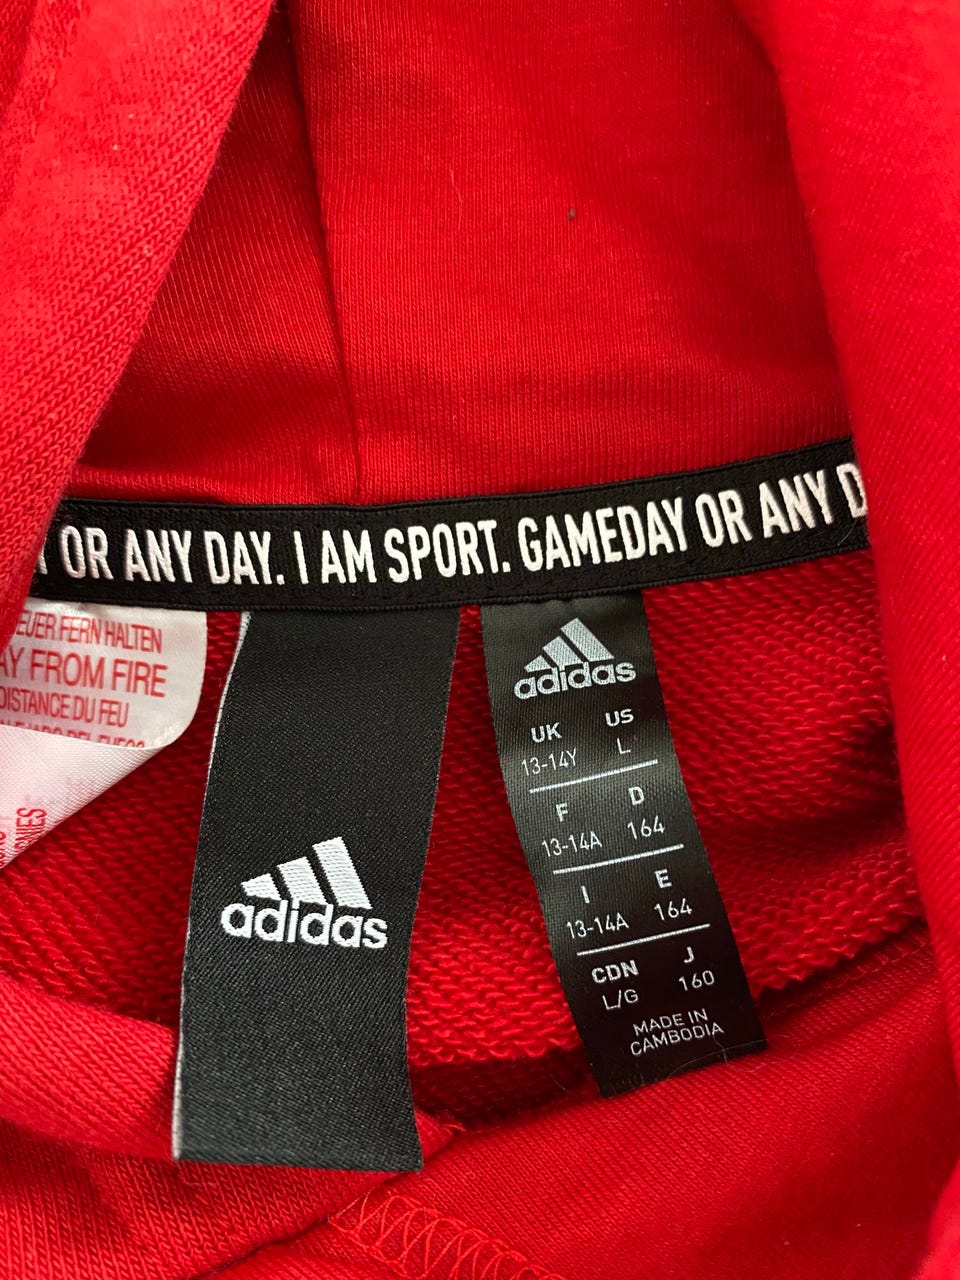 OR ANY DAY. I AM SPORT. GAMEDAY OR ANY
FERN HALTEN
FROM FIRE
DISTANCE DU FEU
adidas
adidas
UK US
13-14Y L
F D
13-14A 164
I E
13-14A 164
CDN J
L/G 160
MADE IN
CAMBODIA